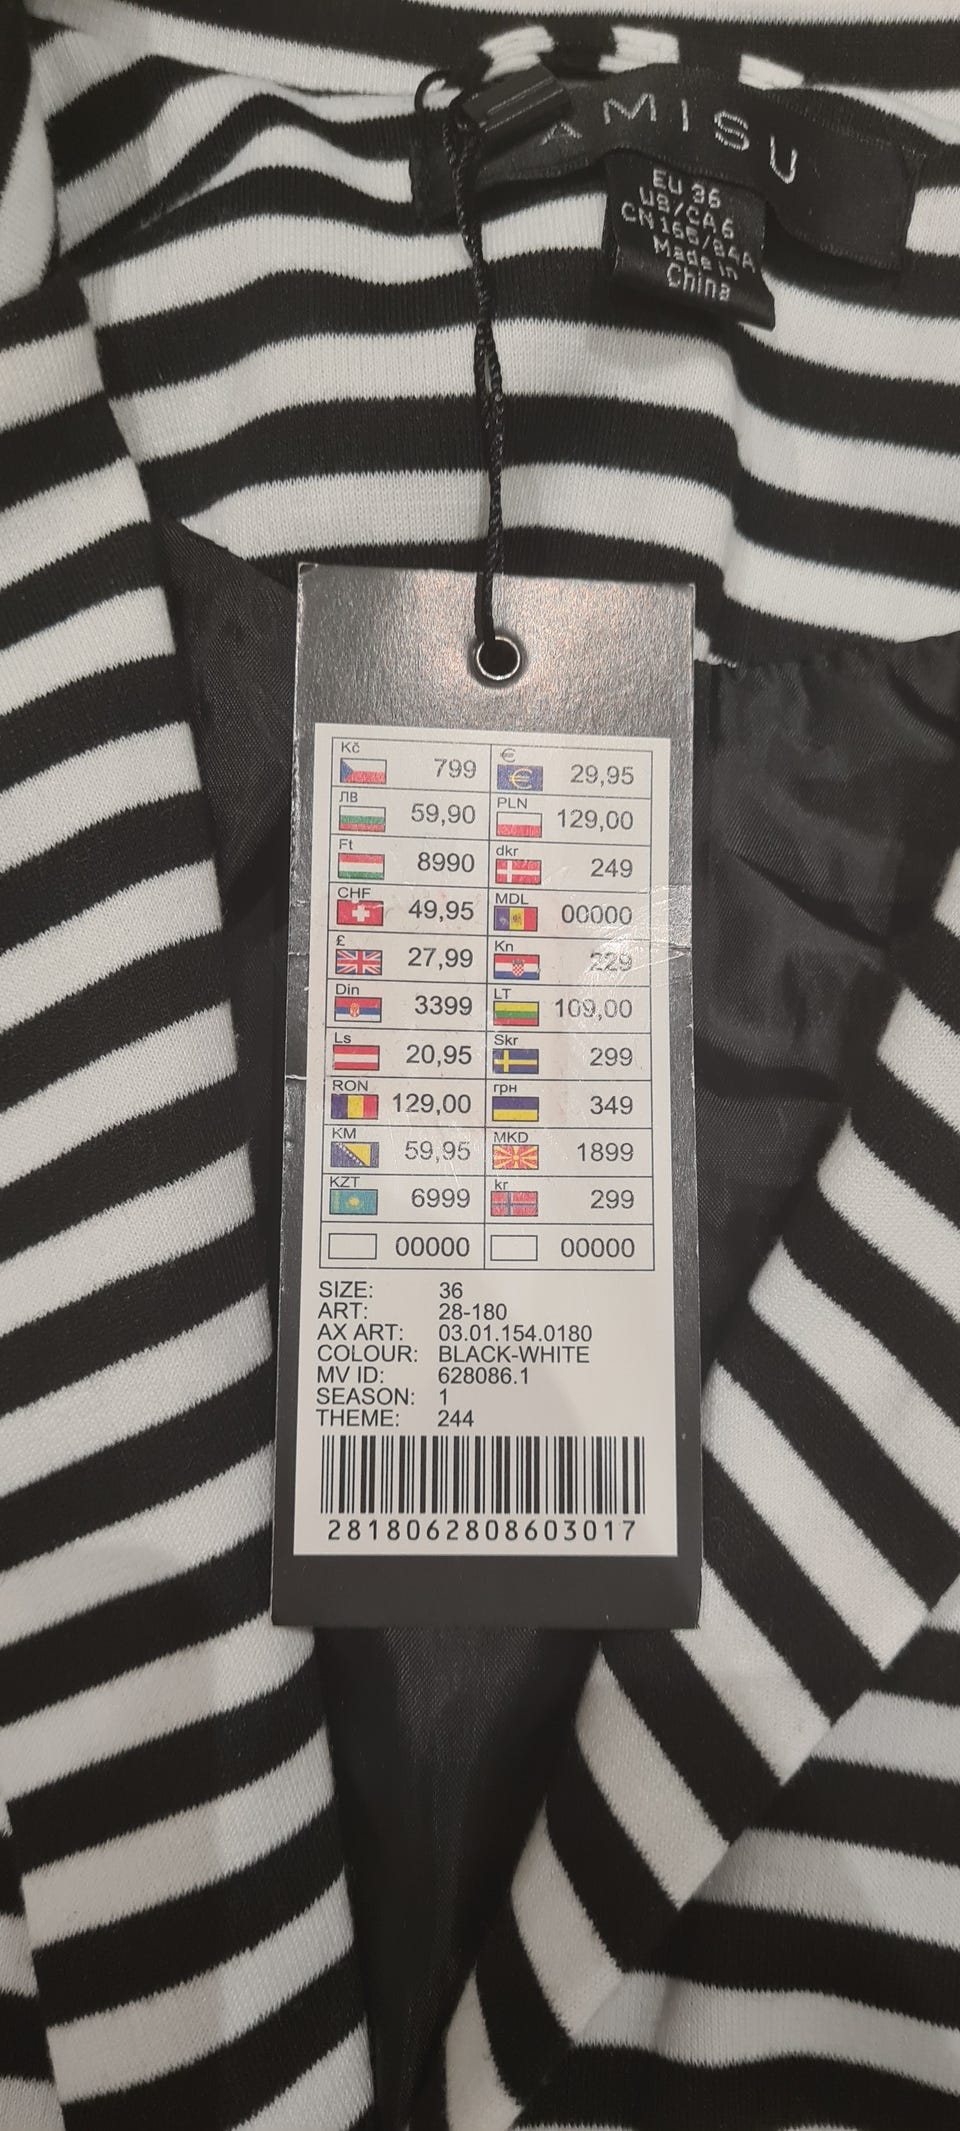 AMISU
EU 36
US/CA 6
CN 165/84A
Made in
China
Kč 799 € 29,95
ЛВ 59,90 PLN 129,00
Ft 8990 dkr 249
CHF 49,95 MDL 00000
£ 27,99 Kn 229
Din 3399 LT 109,00
Ls 20,95 Skr 299
RON 129,00 грн 349
KM 59,95 MKD 1899
KZT 6999 kr 299
00000 00000
SIZE: 36
ART: 28-180
AX ART: 03.01.154.0180
COLOUR: BLACK-WHITE
MV ID: 628086.1
SEASON: 1
THEME: 244
2818062808603017